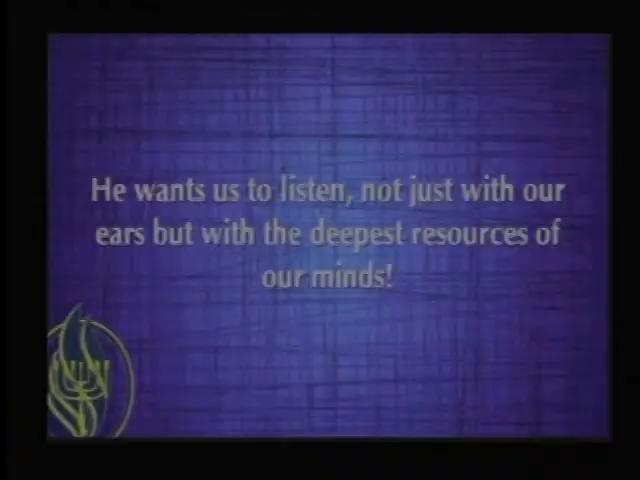 He wants us to listen, not just with our
ears but with the deepest resources of
our minds!